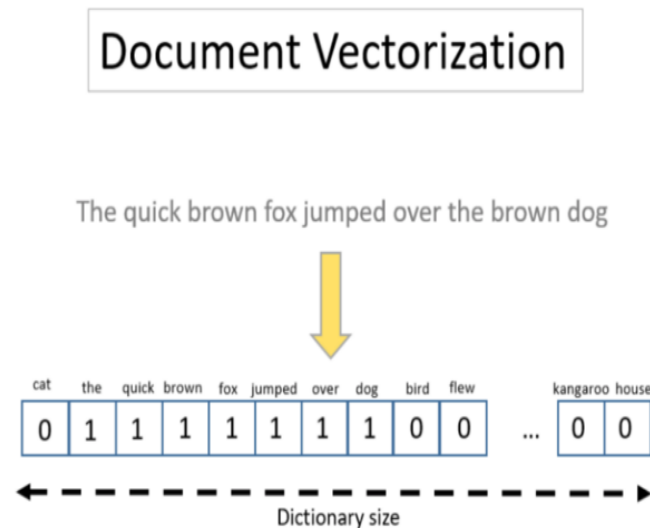 Document Vectorization
The quick brown fox jumped over the brown dog
cat the quick brown fox jumped over dog bird flew kangaroo house
0 1 1 1 1 1 1 1 0 0 ... 0 0
Dictionary size